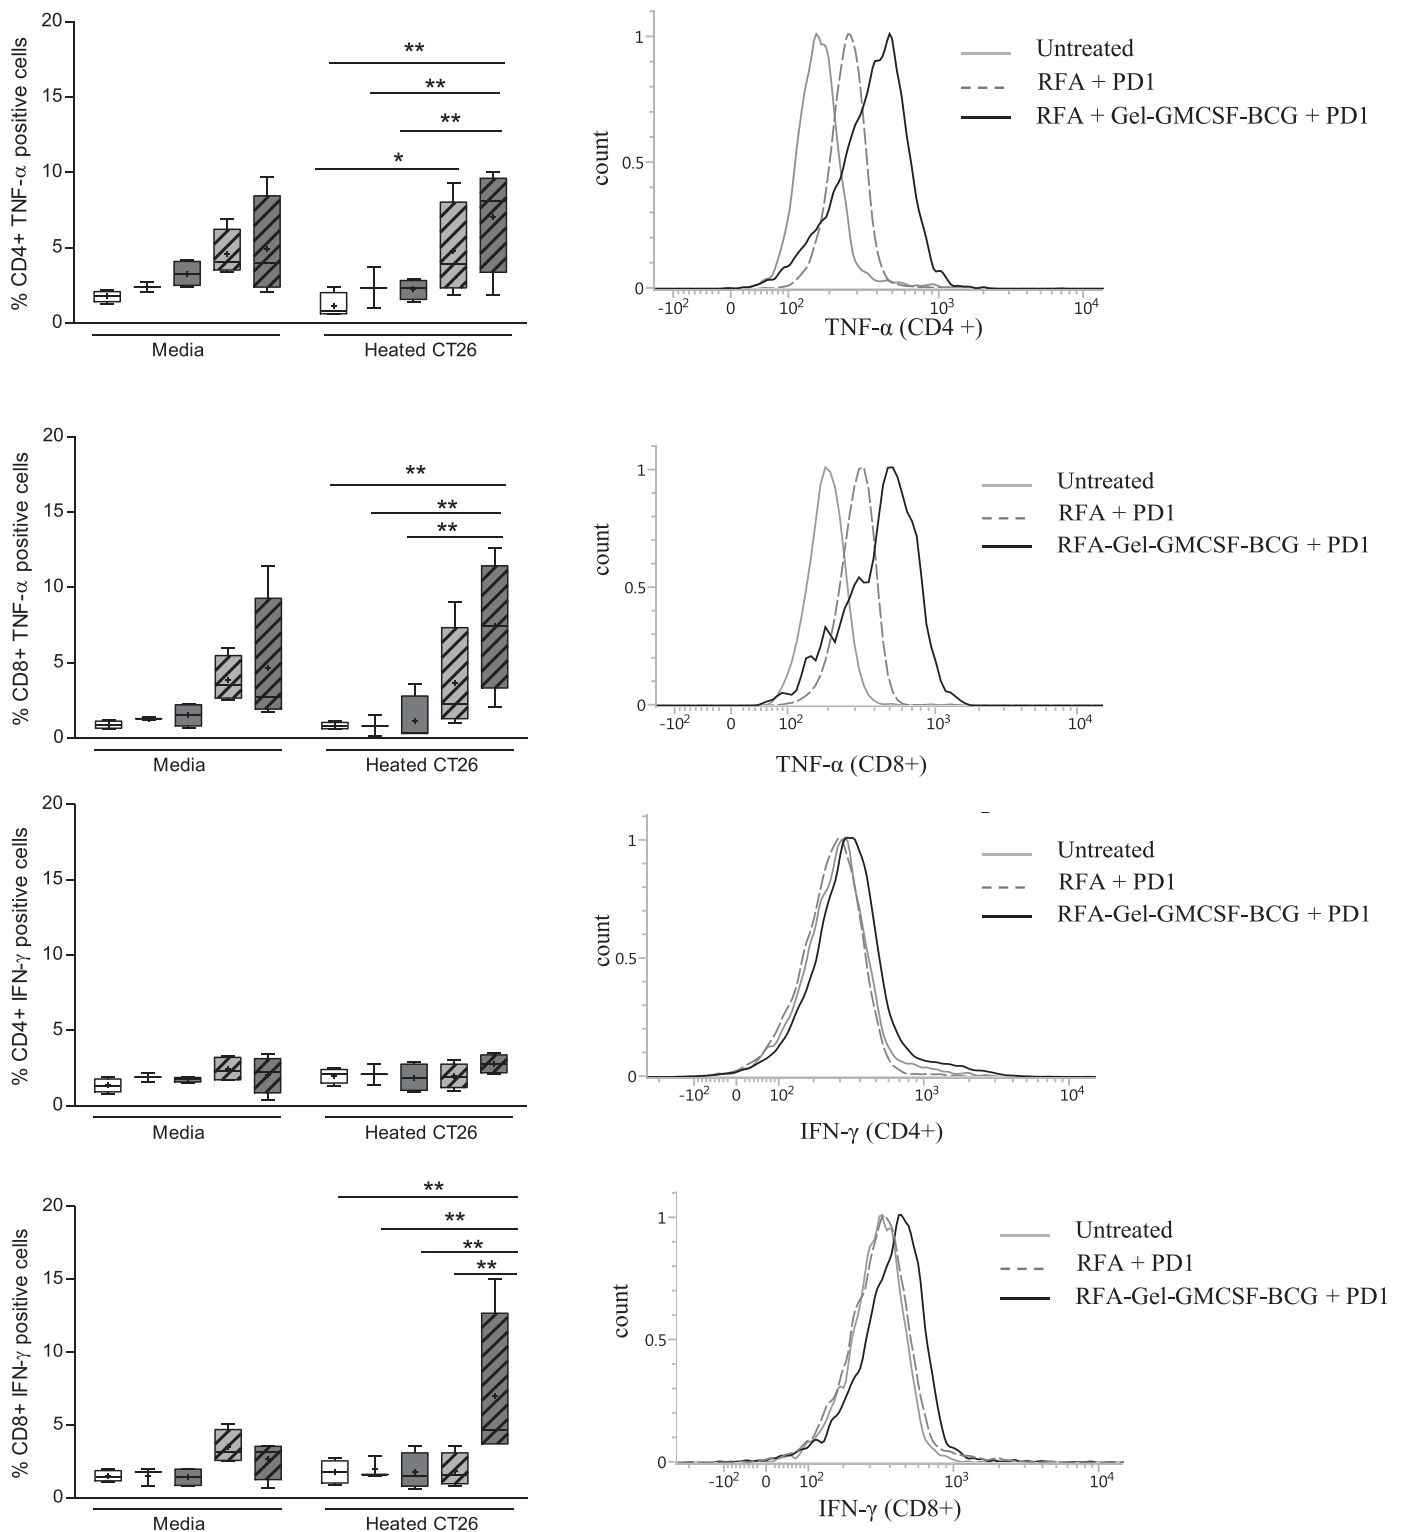 % CD4+ TNF-α positive cells
20
15
10
5
0
**
**
**
*
Media
Heated CT26
count
1
0.5
0
-10²
0
10²
10³
10⁴
TNF-α (CD4 +)
Untreated
RFA + PD1
RFA + Gel-GMCSF-BCG + PD1
% CD8+ TNF-α positive cells
20
15
10
5
0
**
**
**
Media
Heated CT26
count
1
0.5
0
-10²
0
10²
10³
10⁴
TNF-α (CD8+)
Untreated
RFA + PD1
RFA-Gel-GMCSF-BCG + PD1
% CD4+ IFN-γ positive cells
20
15
10
5
0
Media
Heated CT26
count
1
0.5
0
-10²
0
10²
10³
10⁴
IFN-γ (CD4+)
Untreated
RFA + PD1
RFA-Gel-GMCSF-BCG + PD1
% CD8+ IFN-γ positive cells
20
15
10
5
0
**
**
**
**
Media
Heated CT26
count
1
0.5
0
-10²
0
10²
10³
10⁴
IFN-γ (CD8+)
Untreated
RFA + PD1
RFA-Gel-GMCSF-BCG + PD1